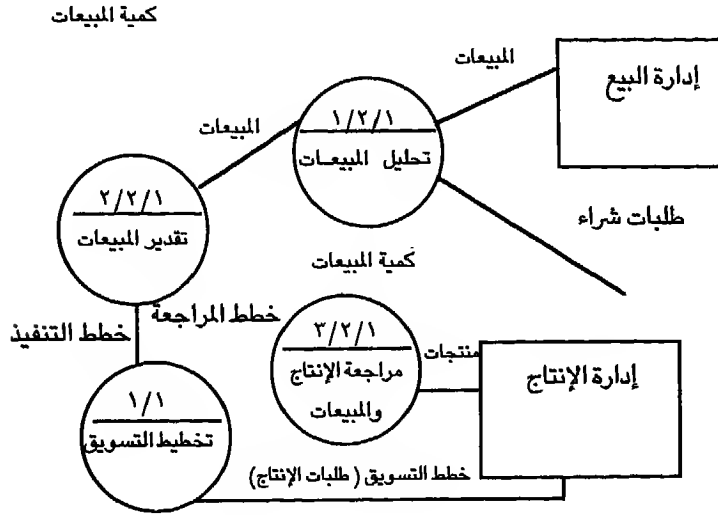 كمية المبيعات
المبيعات
إدارة البيع
١/٢/١
تحليل المبيعات
المبيعات
٢/٢/١
تقدير المبيعات
طلبات شراء
كمية المبيعات
خطط المراجعة
خطط التنفيذ
٣/٢/١
مراجعة الإنتاج
والمبيعات
منتجات
إدارة الإنتاج
١/١
تخطيط التسويق
خطط التسويق (طلبات الإنتاج)